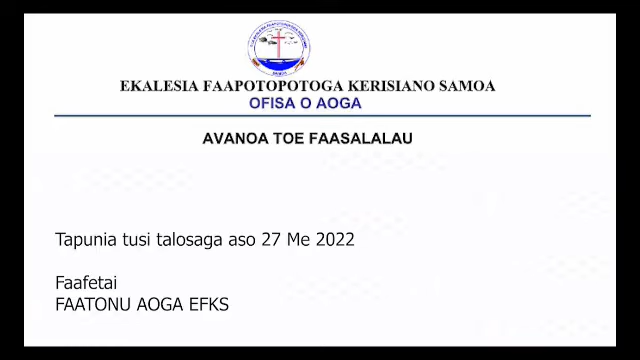 EKALESIA FAAPOTOPOTOGA KERISIANO SAMOA
OFISA O AOGA
AVANOA TOE FAASALALAU
Tapunia tusi talosaga aso 27 Me 2022
Faafetai
FAATONU AOGA EFKS